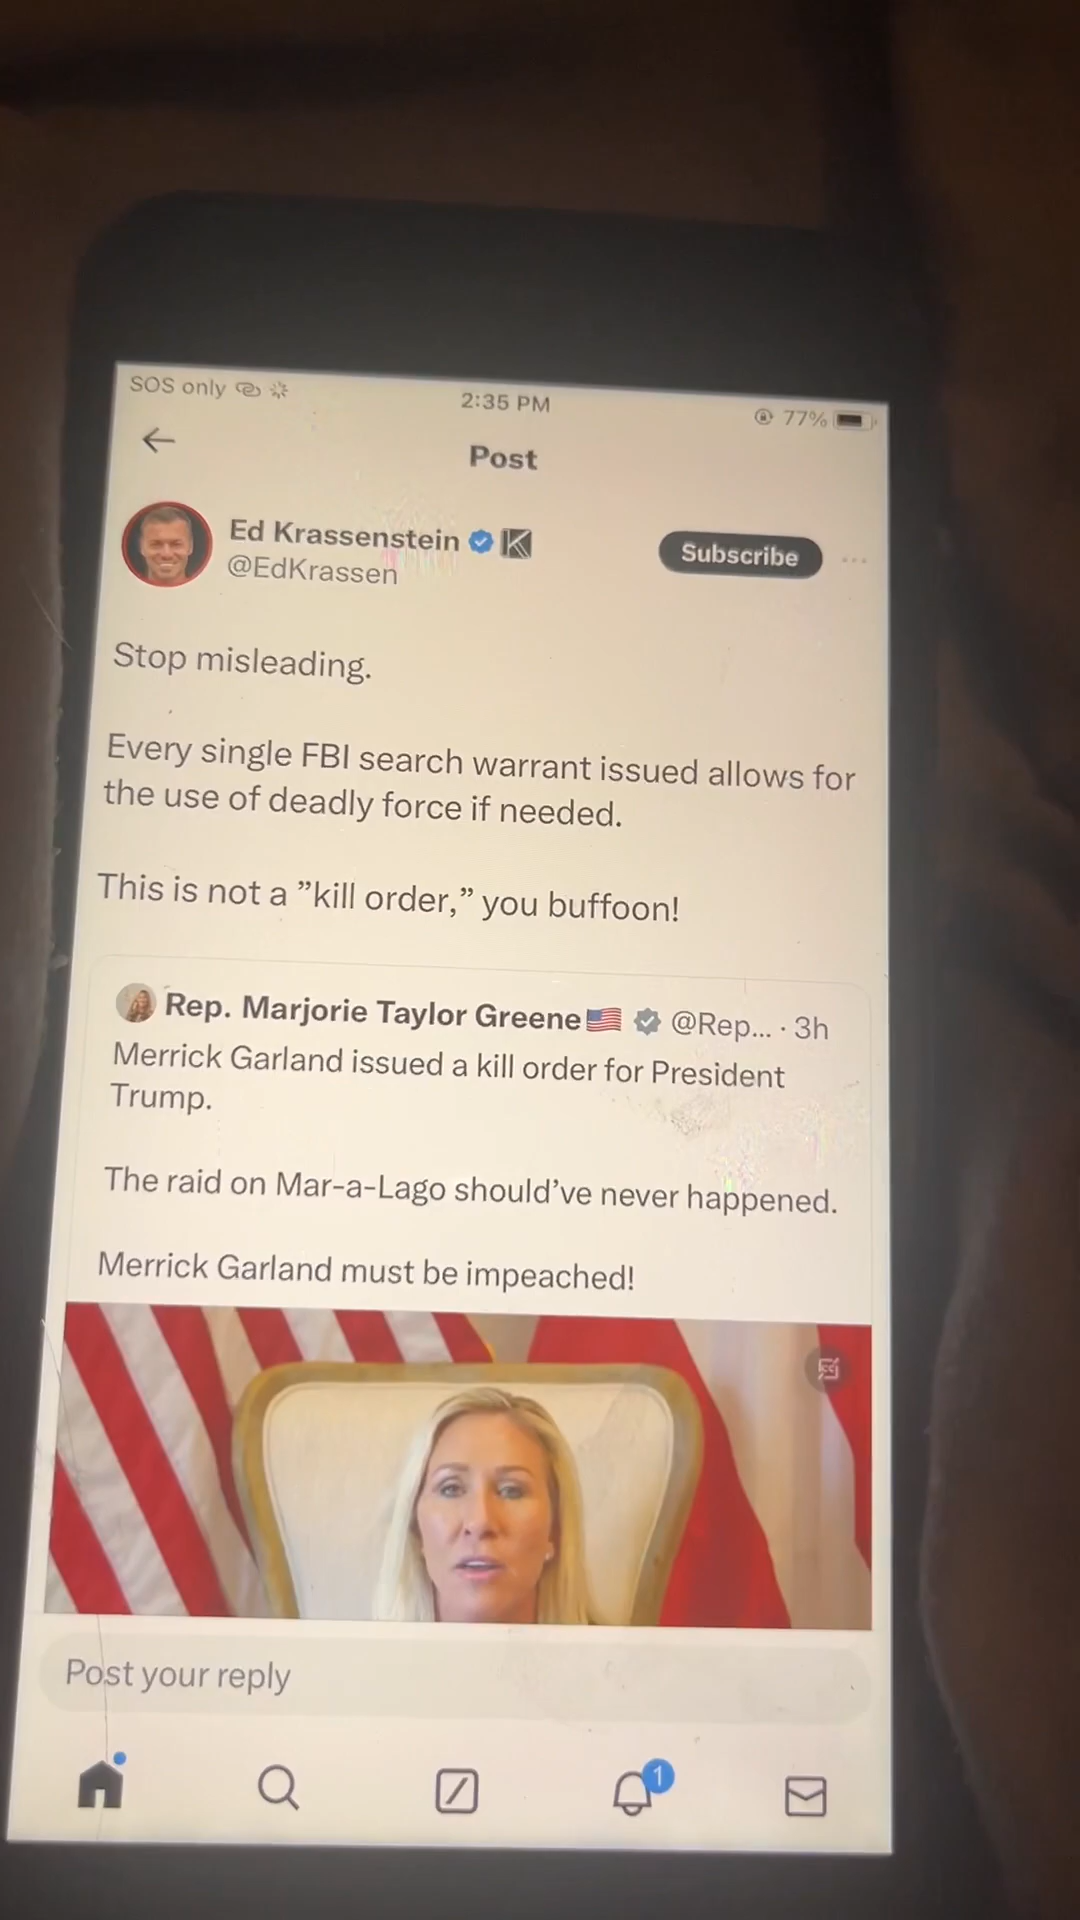 SOS only
2:35 PM
77%
Post
Ed Krassenstein
@EdKrassen
Subscribe
Stop misleading.
Every single FBI search warrant issued allows for
the use of deadly force if needed.
This is not a ”kill order,” you buffoon!
Rep. Marjorie Taylor Greene🇺🇸 @Rep... · 3h
Merrick Garland issued a kill order for President
Trump.
The raid on Mar-a-Lago should’ve never happened.
Merrick Garland must be impeached!
Post your reply
1